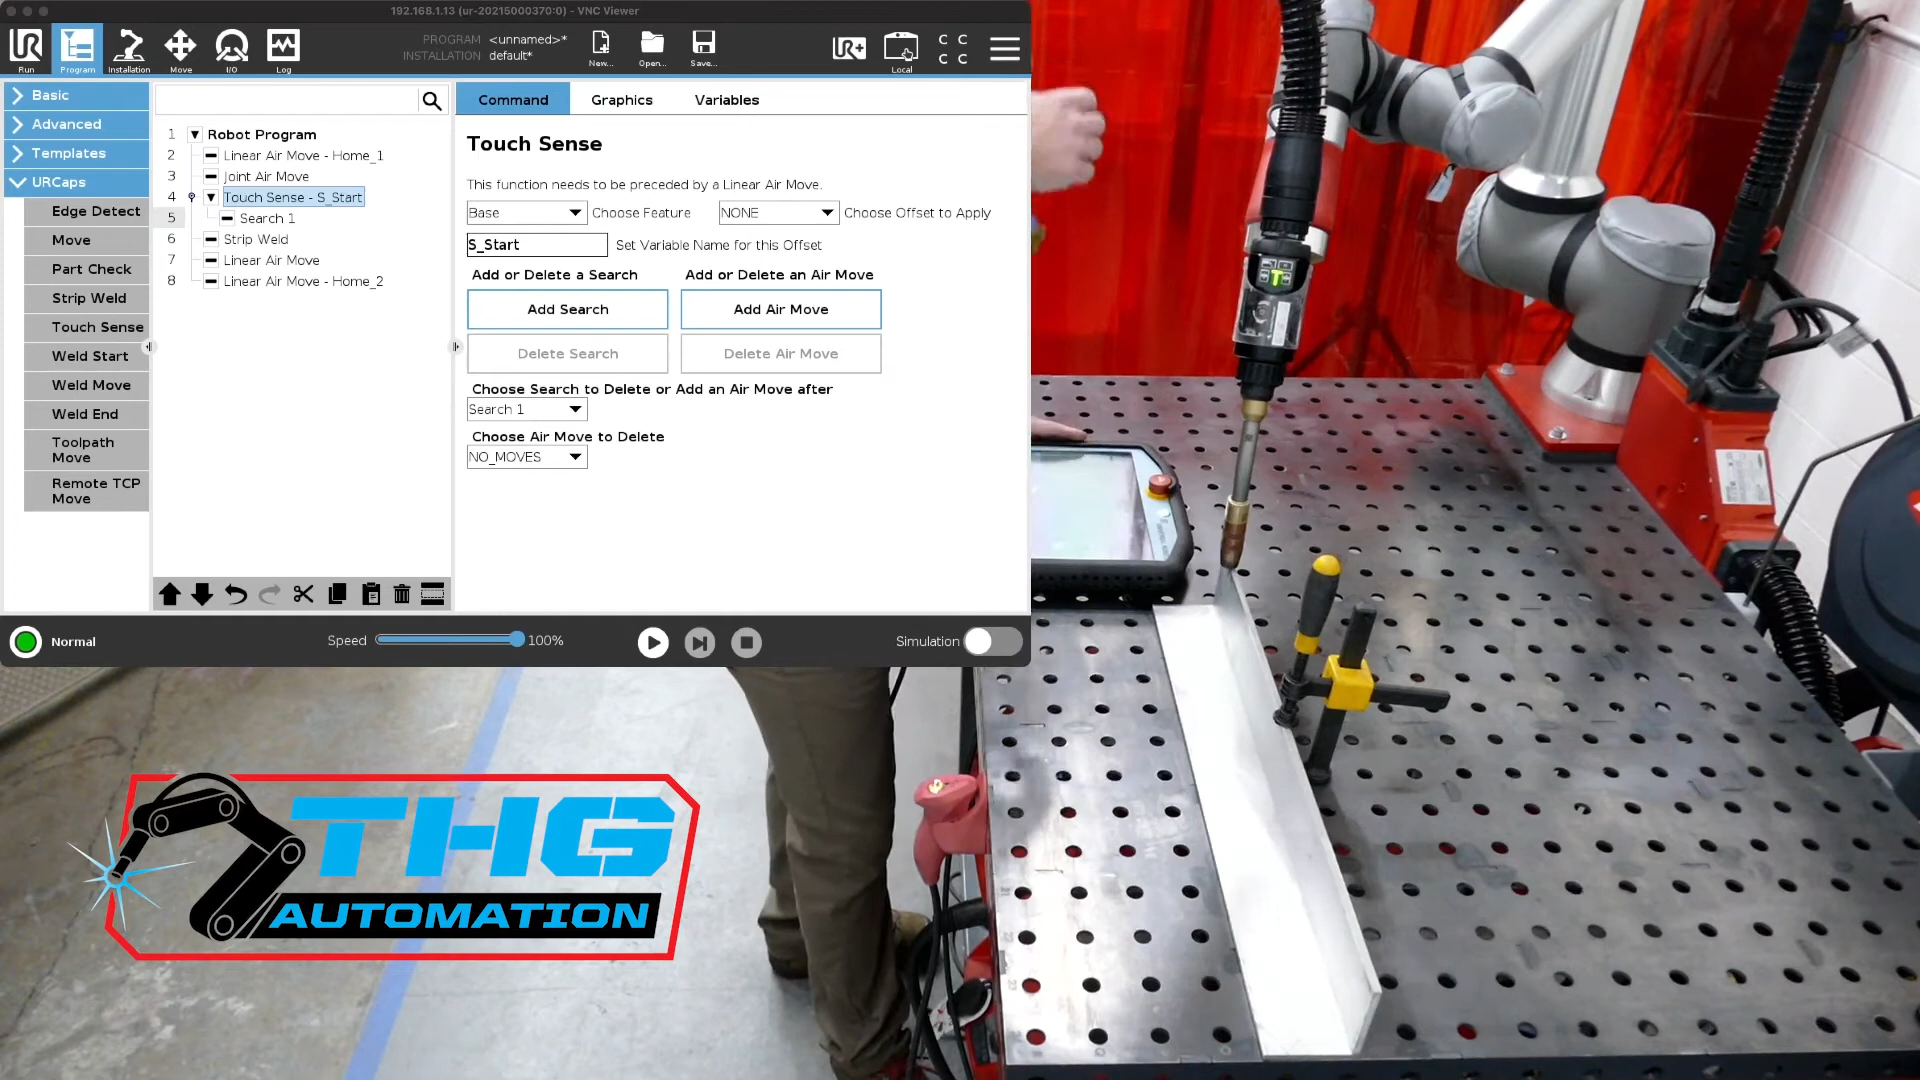 192.168.1.13 (ur-20215000370:0) - VNC Viewer
Run
Program
Installation
Move
I/O
Log
PROGRAM <unnamed>*
INSTALLATION default*
New...
Open...
Save...
UR+
Local
C C
C C
Basic
Advanced
Templates
URCaps
Edge Detect
Move
Part Check
Strip Weld
Touch Sense
Weld Start
Weld Move
Weld End
Toolpath
Move
Remote TCP
Move
1 Robot Program
2 Linear Air Move - Home_1
3 Joint Air Move
4 Touch Sense - S_Start
5 Search 1
6 Strip Weld
7 Linear Air Move
8 Linear Air Move - Home_2
Command Graphics Variables
Touch Sense
This function needs to be preceded by a Linear Air Move.
Base Choose Feature NONE Choose Offset to Apply
S_Start Set Variable Name for this Offset
Add or Delete a Search Add or Delete an Air Move
Add Search Add Air Move
Delete Search Delete Air Move
Choose Search to Delete or Add an Air Move after
Search 1
Choose Air Move to Delete
NO_MOVES
Normal Speed 100% Simulation
THG
AUTOMATION